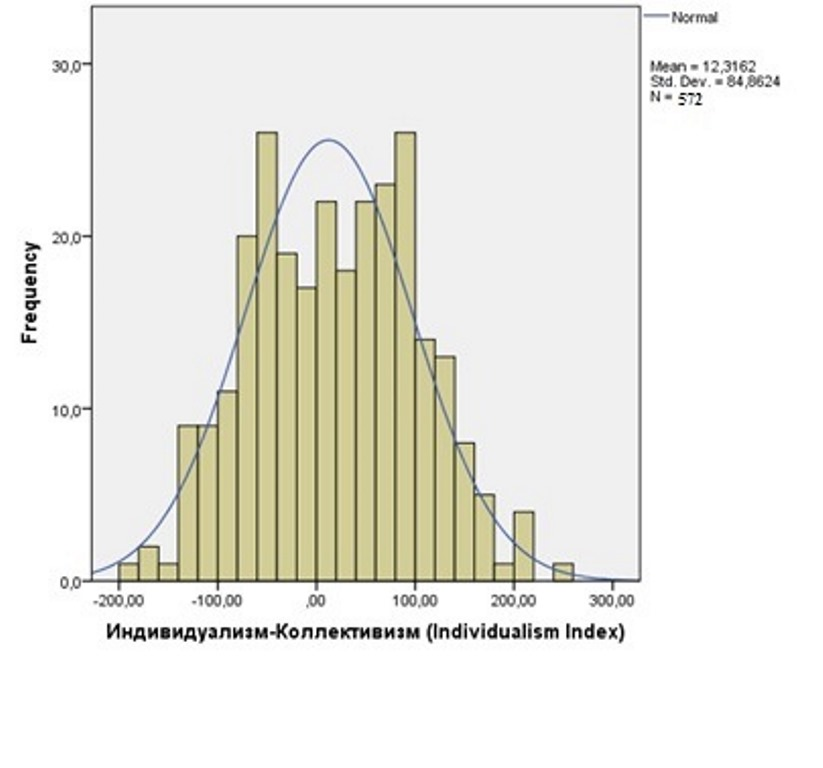 Normal
Mean = 12,3162
Std. Dev. = 84,8624
N = 572
30,0
20,0
10,0
0,0
Frequency
-200,00 -100,00 ,00 100,00 200,00 300,00
Индивидуализм-Коллективизм (Individualism Index)